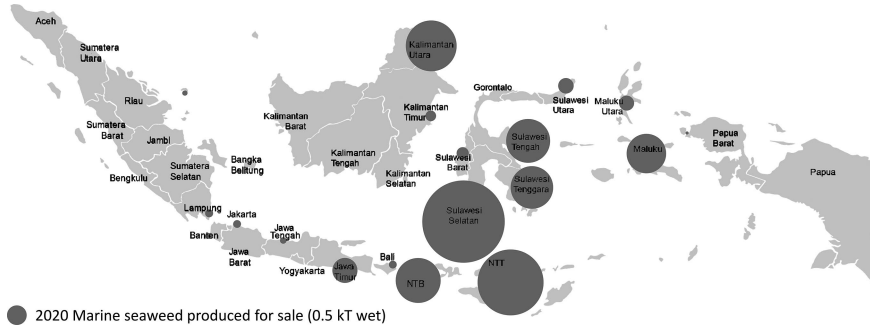 Aceh
Sumatera
Utara
Riau
Sumatera
Barat
Jambi
Bengkulu
Sumatera
Selatan
Bangka
Belitung
Lampung
Jakarta
Banten
Jawa
Barat
Jawa
Tengah
Yogyakarta
Jawa
Timur
Bali
NTB
NTT
Kalimantan
Barat
Kalimantan
Tengah
Kalimantan
Selatan
Kalimantan
Timur
Kalimantan
Utara
Gorontalo
Sulawesi
Utara
Sulawesi
Tengah
Sulawesi
Barat
Sulawesi
Tenggara
Sulawesi
Selatan
Maluku
Utara
Maluku
Papua
Barat
Papua
2020 Marine seaweed produced for sale (0.5 kT wet)